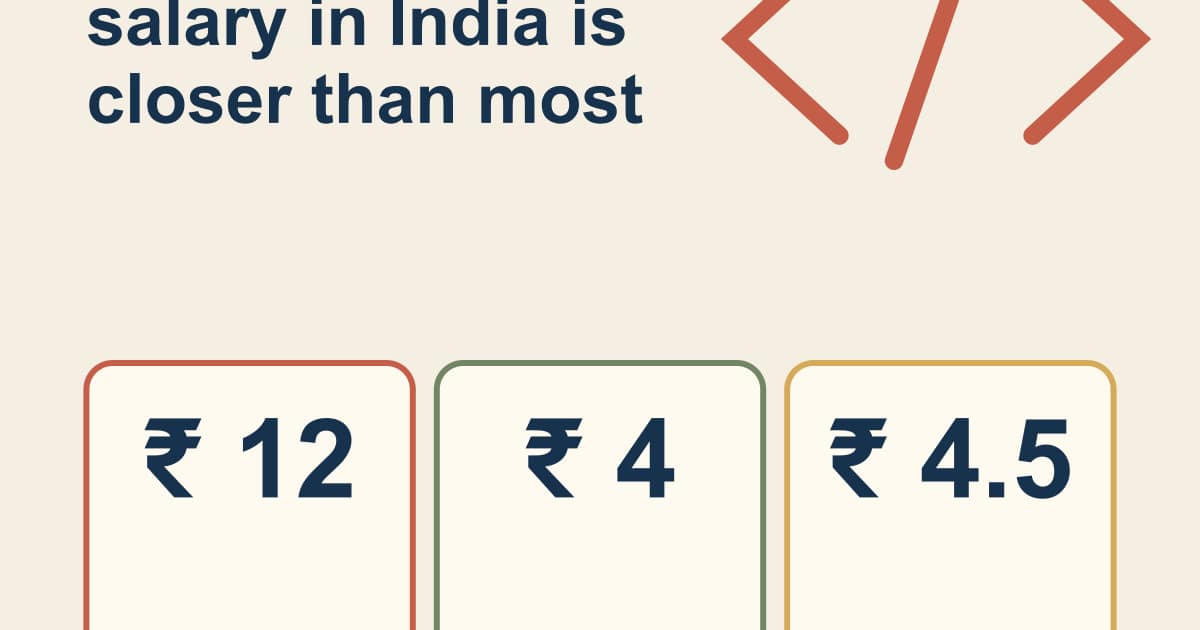 salary in India is
closer than most
₹ 12
₹ 4
₹ 4.5